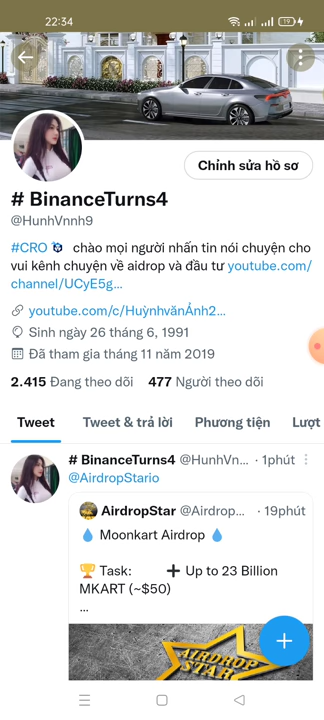 22:34
19
Chỉnh sửa hồ sơ
# BinanceTurns4
@HunhVnnh9
#CRO chào mọi người nhấn tin nói chuyện cho
vui kênh chuyện về aidrop và đầu tư youtube.com/
channel/UCyE5g...
youtube.com/c/HuỳnhvănÁnh2...
Sinh ngày 26 tháng 6, 1991
Đã tham gia tháng 11 năm 2019
2.415 Đang theo dõi 477 Người theo dõi
Tweet Tweet & trả lời Phương tiện Lượt
# BinanceTurns4 @HunhVn... · 1phút
@AirdropStario
AirdropStar @Airdrop... · 19phút
💧 Moonkart Airdrop 💧
🏆 Task: ➕ Up to 23 Billion
MKART (~$50)
...
AIRDROP
STAR